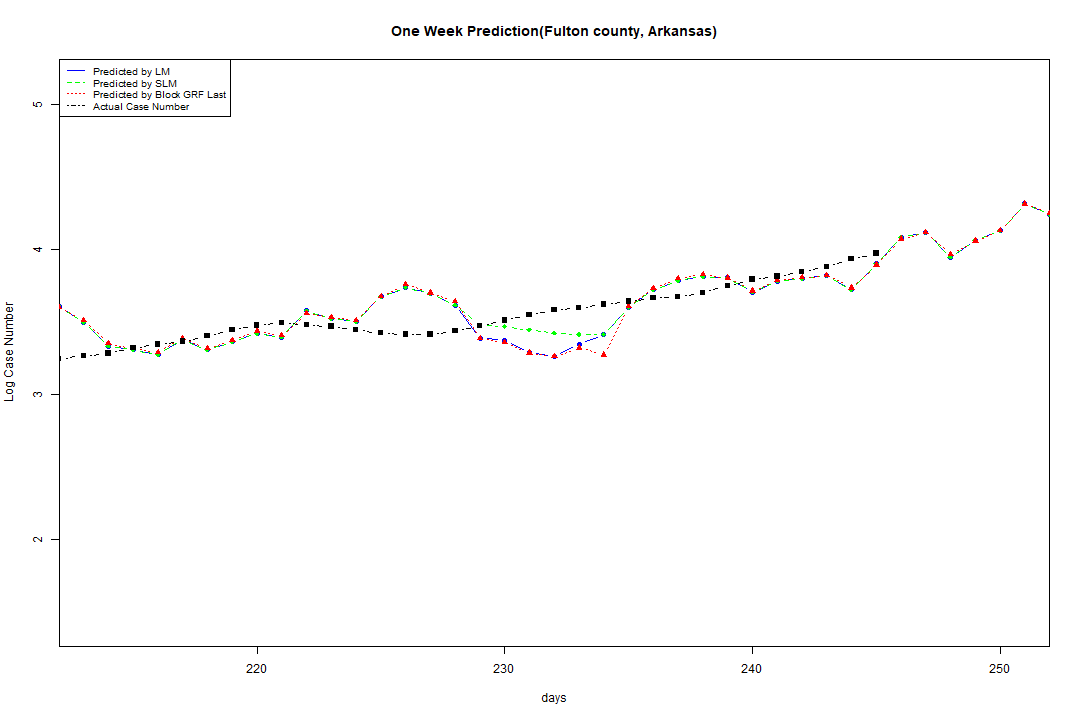 One Week Prediction(Fulton county, Arkansas)
Predicted by LM
Predicted by SLM
Predicted by Block GRF Last
Actual Case Number
5
4
3
2
Log Case Number
220 230 240 250
days